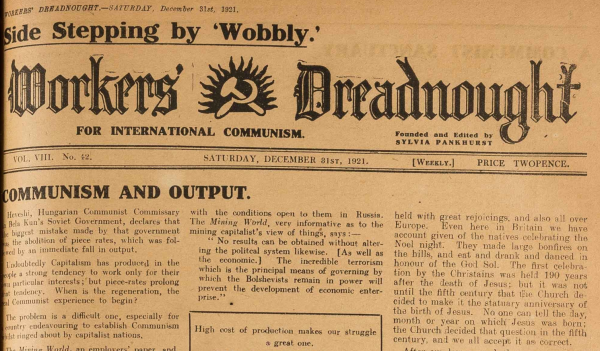 WORKERS' DREADNOUGHT.—SATURDAY, December 31st, 1921.
Side Stepping by 'Wobbly.'
Workers' Dreadnought
FOR INTERNATIONAL COMMUNISM.
Founded and Edited by
SYLVIA PANKHURST
VOL. VIII. No. 42.
SATURDAY, DECEMBER 31ST, 1921.
[WEEKLY.]
PRICE TWOPENCE.
COMMUNISM AND OUTPUT.
Hungarian Communist Commissary
Bela Kun's Soviet Government, declares that
biggest mistake made by that government
the abolition of piece rates, which was fol-
by an immediate fall in output.
Undoubtedly Capitalism has produced in the
a strong tendency to work only for their
particular interests; but piece-rates prolong
tendency. When is the regeneration, the
Communist experience to begin?
The problem is a difficult one, especially for
country endeavouring to establish Communism
ringed about by capitalist nations.
Mining World, an employers' paper, and
with the conditions open to them in Russia.
The Mining World, very informative as to the
mining capitalist's view of things, says:—
" No results can be obtained without alter-
ing the political system likewise. [As well as
the economic.] The incredible terrorism
which is the principal means of governing by
which the Bolshevists remain in power will
prevent the development of economic enter-
prise."
High cost of production makes our struggle
a great one.
held with great rejoicings, and also all over
Europe. Even here in Britain we have
account given of the natives celebrating the
Noel night. They made large bonfires on
the hills, and eat and drank and danced in
honour of the God Sol. The first celebra-
tion by the Christains was held 190 years
after the death of Jesus; but it was not
until the fifth century that the Church de-
cided to make it the statuary anniversary of
the birth of Jesus. No one can tell the day,
month or year on which Jesus was born;
the Church decided that question in the fifth
century, and we all accept it as correct.